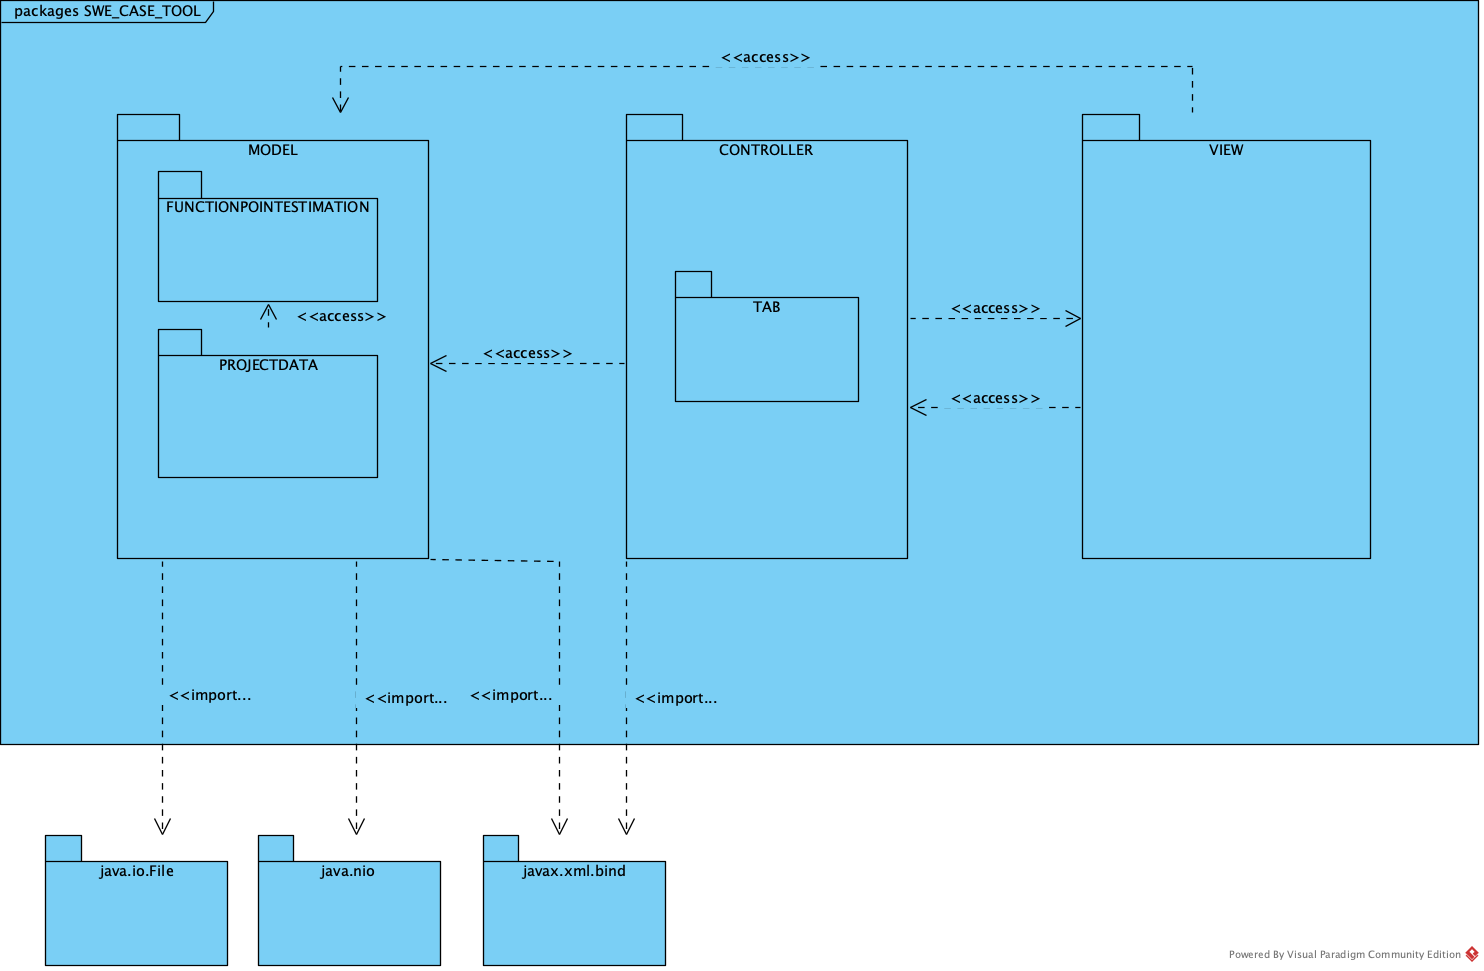 packages SWE_CASE_TOOL
<<access>>
MODEL
CONTROLLER
VIEW
FUNCTIONPOINTESTIMATION
TAB
<<access>>
<<access>>
<<access>>
PROJECTDATA
<<access>>
<<import...
<<import...
<<import...
<<import...
java.io.File
java.nio
javax.xml.bind
Powered By Visual Paradigm Community Edition